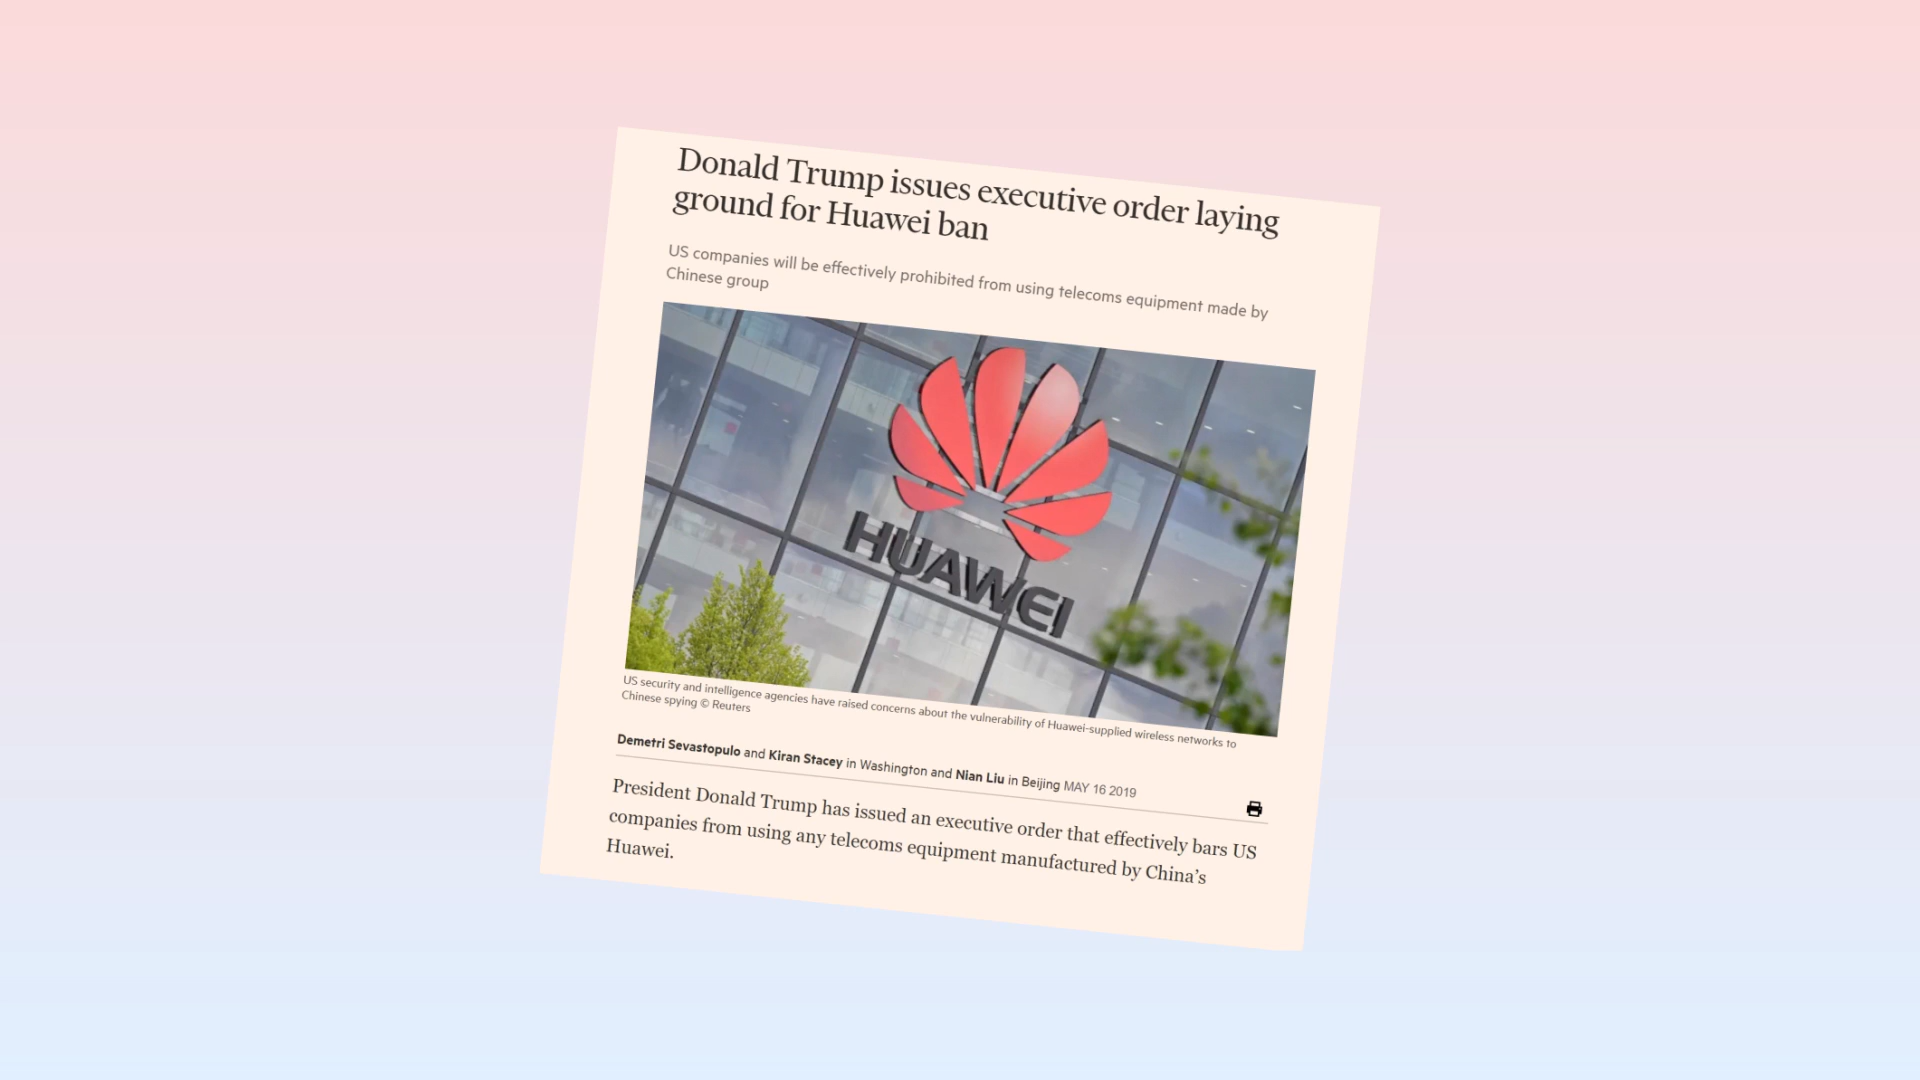 Donald Trump issues executive order laying
ground for Huawei ban
US companies will be effectively prohibited from using telecoms equipment made by
Chinese group
HUAWEI
US security and intelligence agencies have raised concerns about the vulnerability of Huawei-supplied wireless networks to
Chinese spying © Reuters
Demetri Sevastopulo and Kiran Stacey in Washington and Nian Liu in Beijing MAY 16 2019
President Donald Trump has issued an executive order that effectively bars US
companies from using any telecoms equipment manufactured by China’s
Huawei.